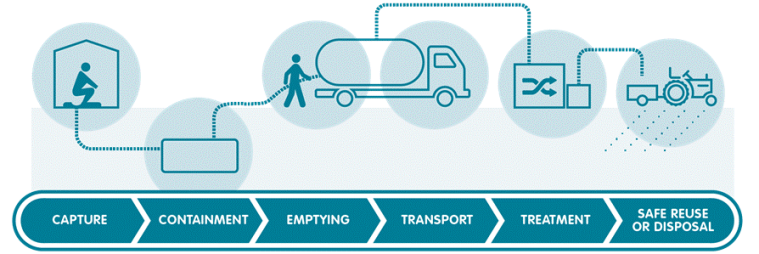 CAPTURE
CONTAINMENT
EMPTYING
TRANSPORT
TREATMENT
SAFE REUSE
OR DISPOSAL